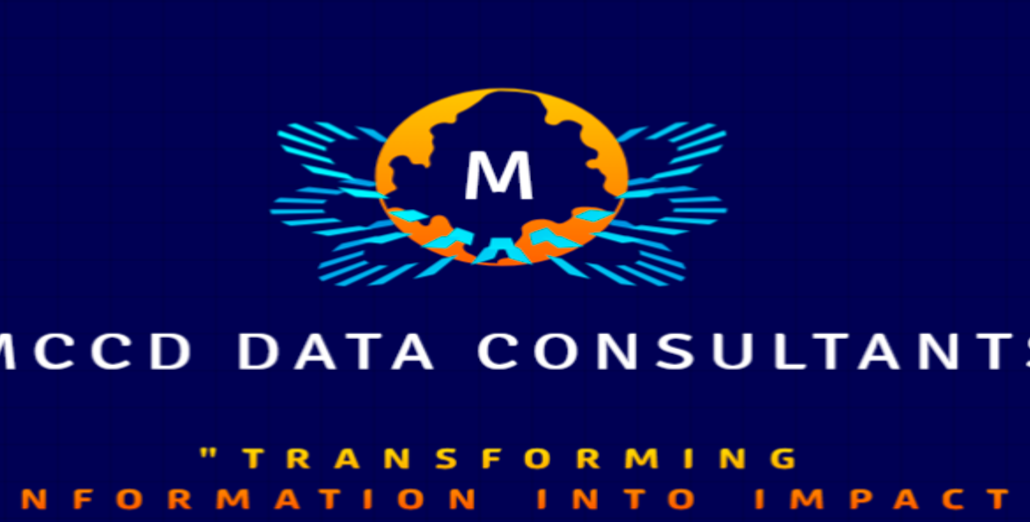 M
MCCD DATA CONSULTANTS
"TRANSFORMING
NFORMATION INTO IMPACT